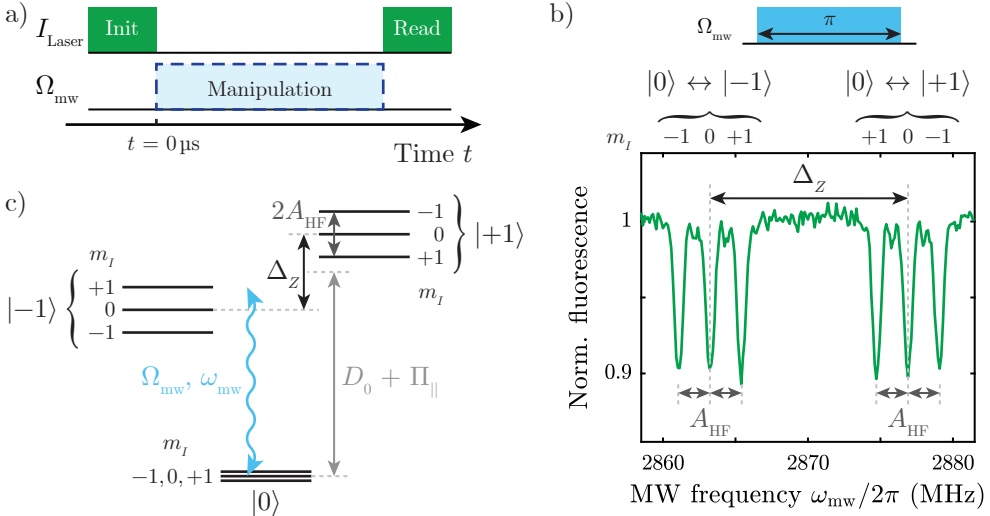 a)
Init
Read
I_Laser
Ω_mw
Manipulation
t = 0 µs
Time t
b)
Ω_mw
π
|0⟩ ↔ |−1⟩
|0⟩ ↔ |+1⟩
m_I
−1 0 +1
+1 0 −1
Δ_Z
Norm. fluorescence
1
0.9
A_HF
A_HF
2860
2870
2880
MW frequency ω_mw/2π (MHz)
c)
2A_HF
−1
0
+1
|+1⟩
m_I
m_I
+1
0
−1
|−1⟩
Δ_Z
Ω_mw, ω_mw
D_0 + Π_∥
m_I
−1, 0, +1
|0⟩